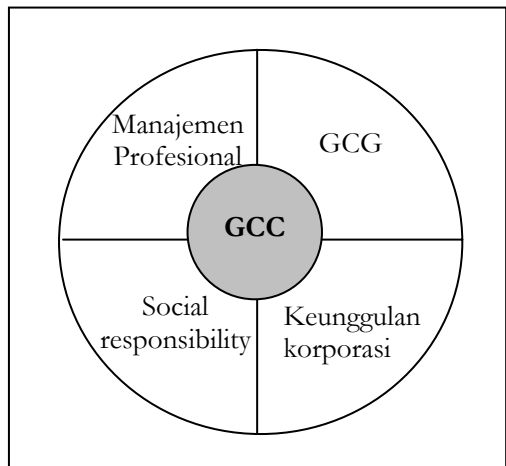 Manajemen
Profesional
GCG
GCC
Social
responsibility
Keunggulan
korporasi